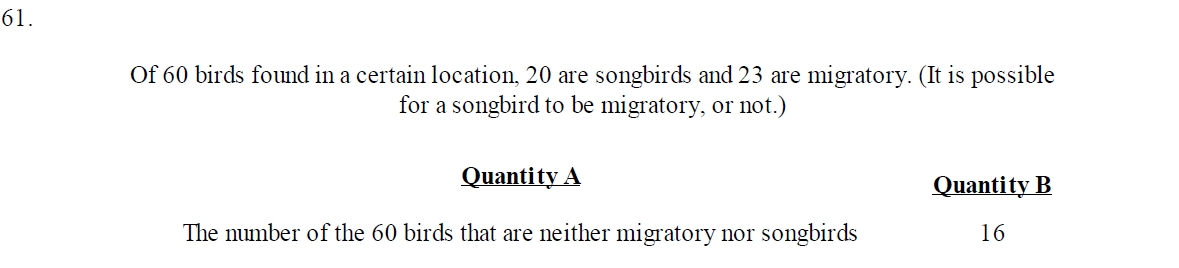 61.
Of 60 birds found in a certain location, 20 are songbirds and 23 are migratory. (It is possible
for a songbird to be migratory, or not.)
Quantity A
Quantity B
The number of the 60 birds that are neither migratory nor songbirds
16